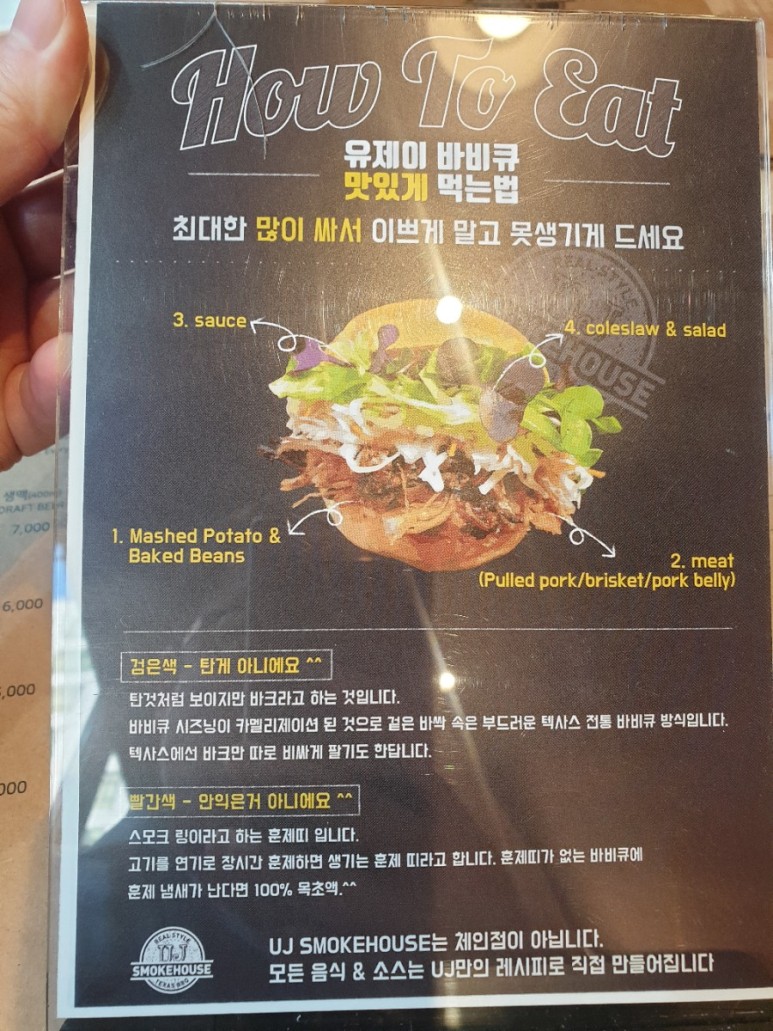 How To Eat
유제이 바비큐
맛있게 먹는법
최대한 많이 싸서 이쁘게 말고 못생기게 드세요
REAL STYLE
HOUSE
3. sauce
4. coleslaw & salad
1. Mashed Potato &
Baked Beans
2. meat
(Pulled pork/brisket/pork belly)
검은색 - 탄게 아니에요 ^^
탄것처럼 보이지만 바크라고 하는 것입니다.
바비큐 시즈닝이 카멜리제이션 된 것으로 겉은 바싹 속은 부드러운 텍사스 전통 바비큐 방식입니다.
텍사스에선 바크만 따로 비싸게 팔기도 한답니다.
빨간색 - 안익은거 아니에요 ^^
스모크 링이라고 하는 훈제띠 입니다.
고기를 연기로 장시간 훈제하면 생기는 훈제 띠라고 합니다. 훈제띠가 없는 바비큐에
훈제 냄새가 난다면 100% 목초액.^^
REAL STYLE
UJ
SMOKEHOUSE
TEXAS BBQ
UJ SMOKEHOUSE는 체인점이 아닙니다.
모든 음식 & 소스는 UJ만의 레시피로 직접 만들어집니다
생맥
7,000
6,000
,000
000